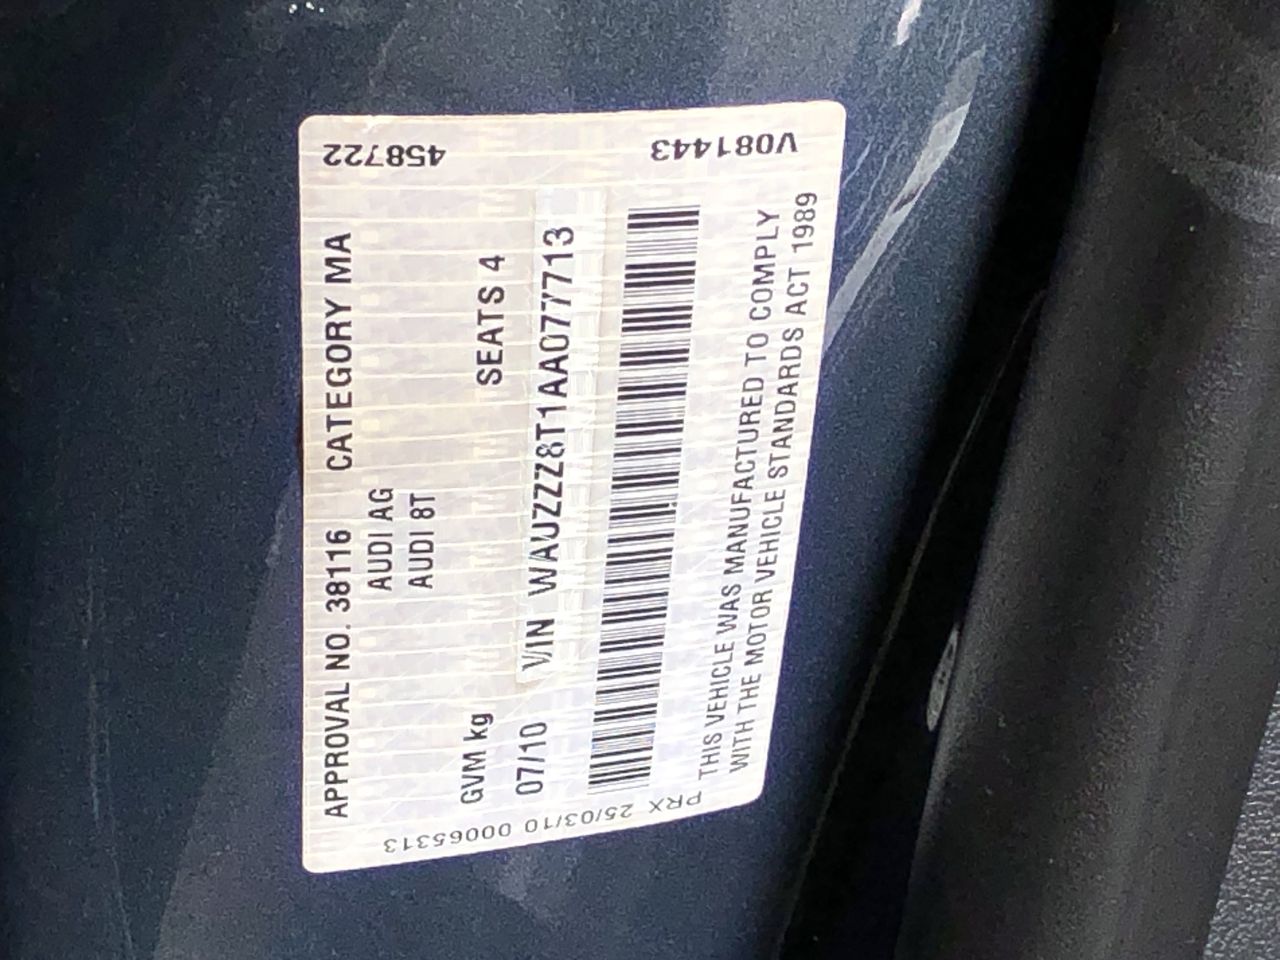 APPROVAL NO. 38116 CATEGORY MA
AUDI AG
AUDI 8T
GVM kg SEATS 4
07/10 VIN WAUZZZ8T1AA077713
THIS VEHICLE WAS MANUFACTURED TO COMPLY
WITH THE MOTOR VEHICLE STANDARDS ACT 1989
458722
V081443
PRX 25/03/10 00065313